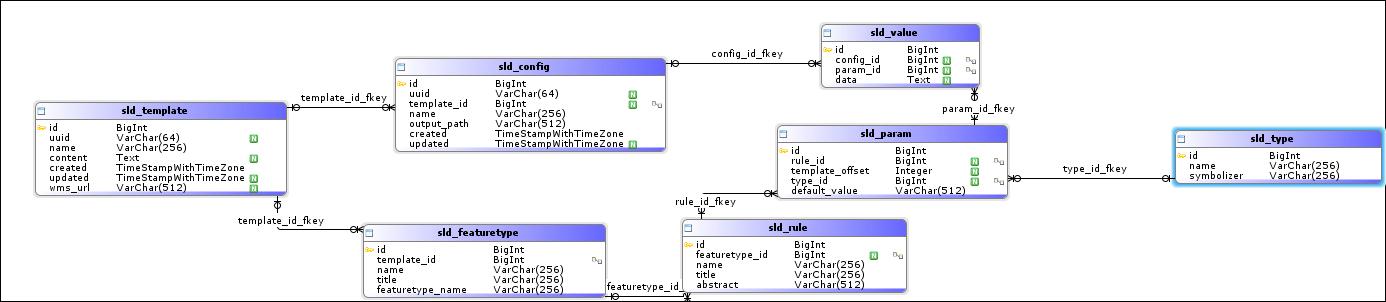 sld_value
id BigInt
config_id BigInt N
param_id BigInt N
data Text N
config_id_fkey
sld_config
id BigInt
uuid VarChar(64) N
template_id BigInt N
name VarChar(256)
output_path VarChar(512)
created TimeStampWithTimeZone
updated TimeStampWithTimeZone N
template_id_fkey
sld_template
id BigInt
uuid VarChar(64) N
name VarChar(256)
content Text N
created TimeStampWithTimeZone
updated TimeStampWithTimeZone N
wms_url VarChar(512) N
param_id_fkey
sld_param
id BigInt
rule_id BigInt N
template_offset Integer N
type_id BigInt N
default_value VarChar(512)
type_id_fkey
sld_type
id BigInt
name VarChar(256)
symbolizer VarChar(256)
template_id_fkey
rule_id_fkey
sld_featuretype
id BigInt
template_id BigInt
name VarChar(256)
title VarChar(256)
featuretype_name VarChar(256)
featuretype_id_
sld_rule
id BigInt
featuretype_id BigInt N
name VarChar(256)
title VarChar(256)
abstract VarChar(512)